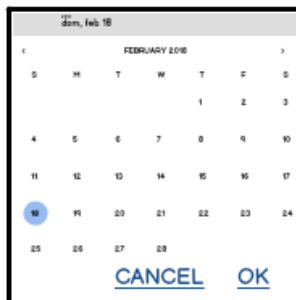 dom, feb 18
‹ FEBRUARY 2018 ›
S M T W T F S
1 2 3
4 5 6 7 8 9 10
11 12 13 14 15 16 17
18 19 20 21 22 23 24
25 26 27 28
CANCEL OK